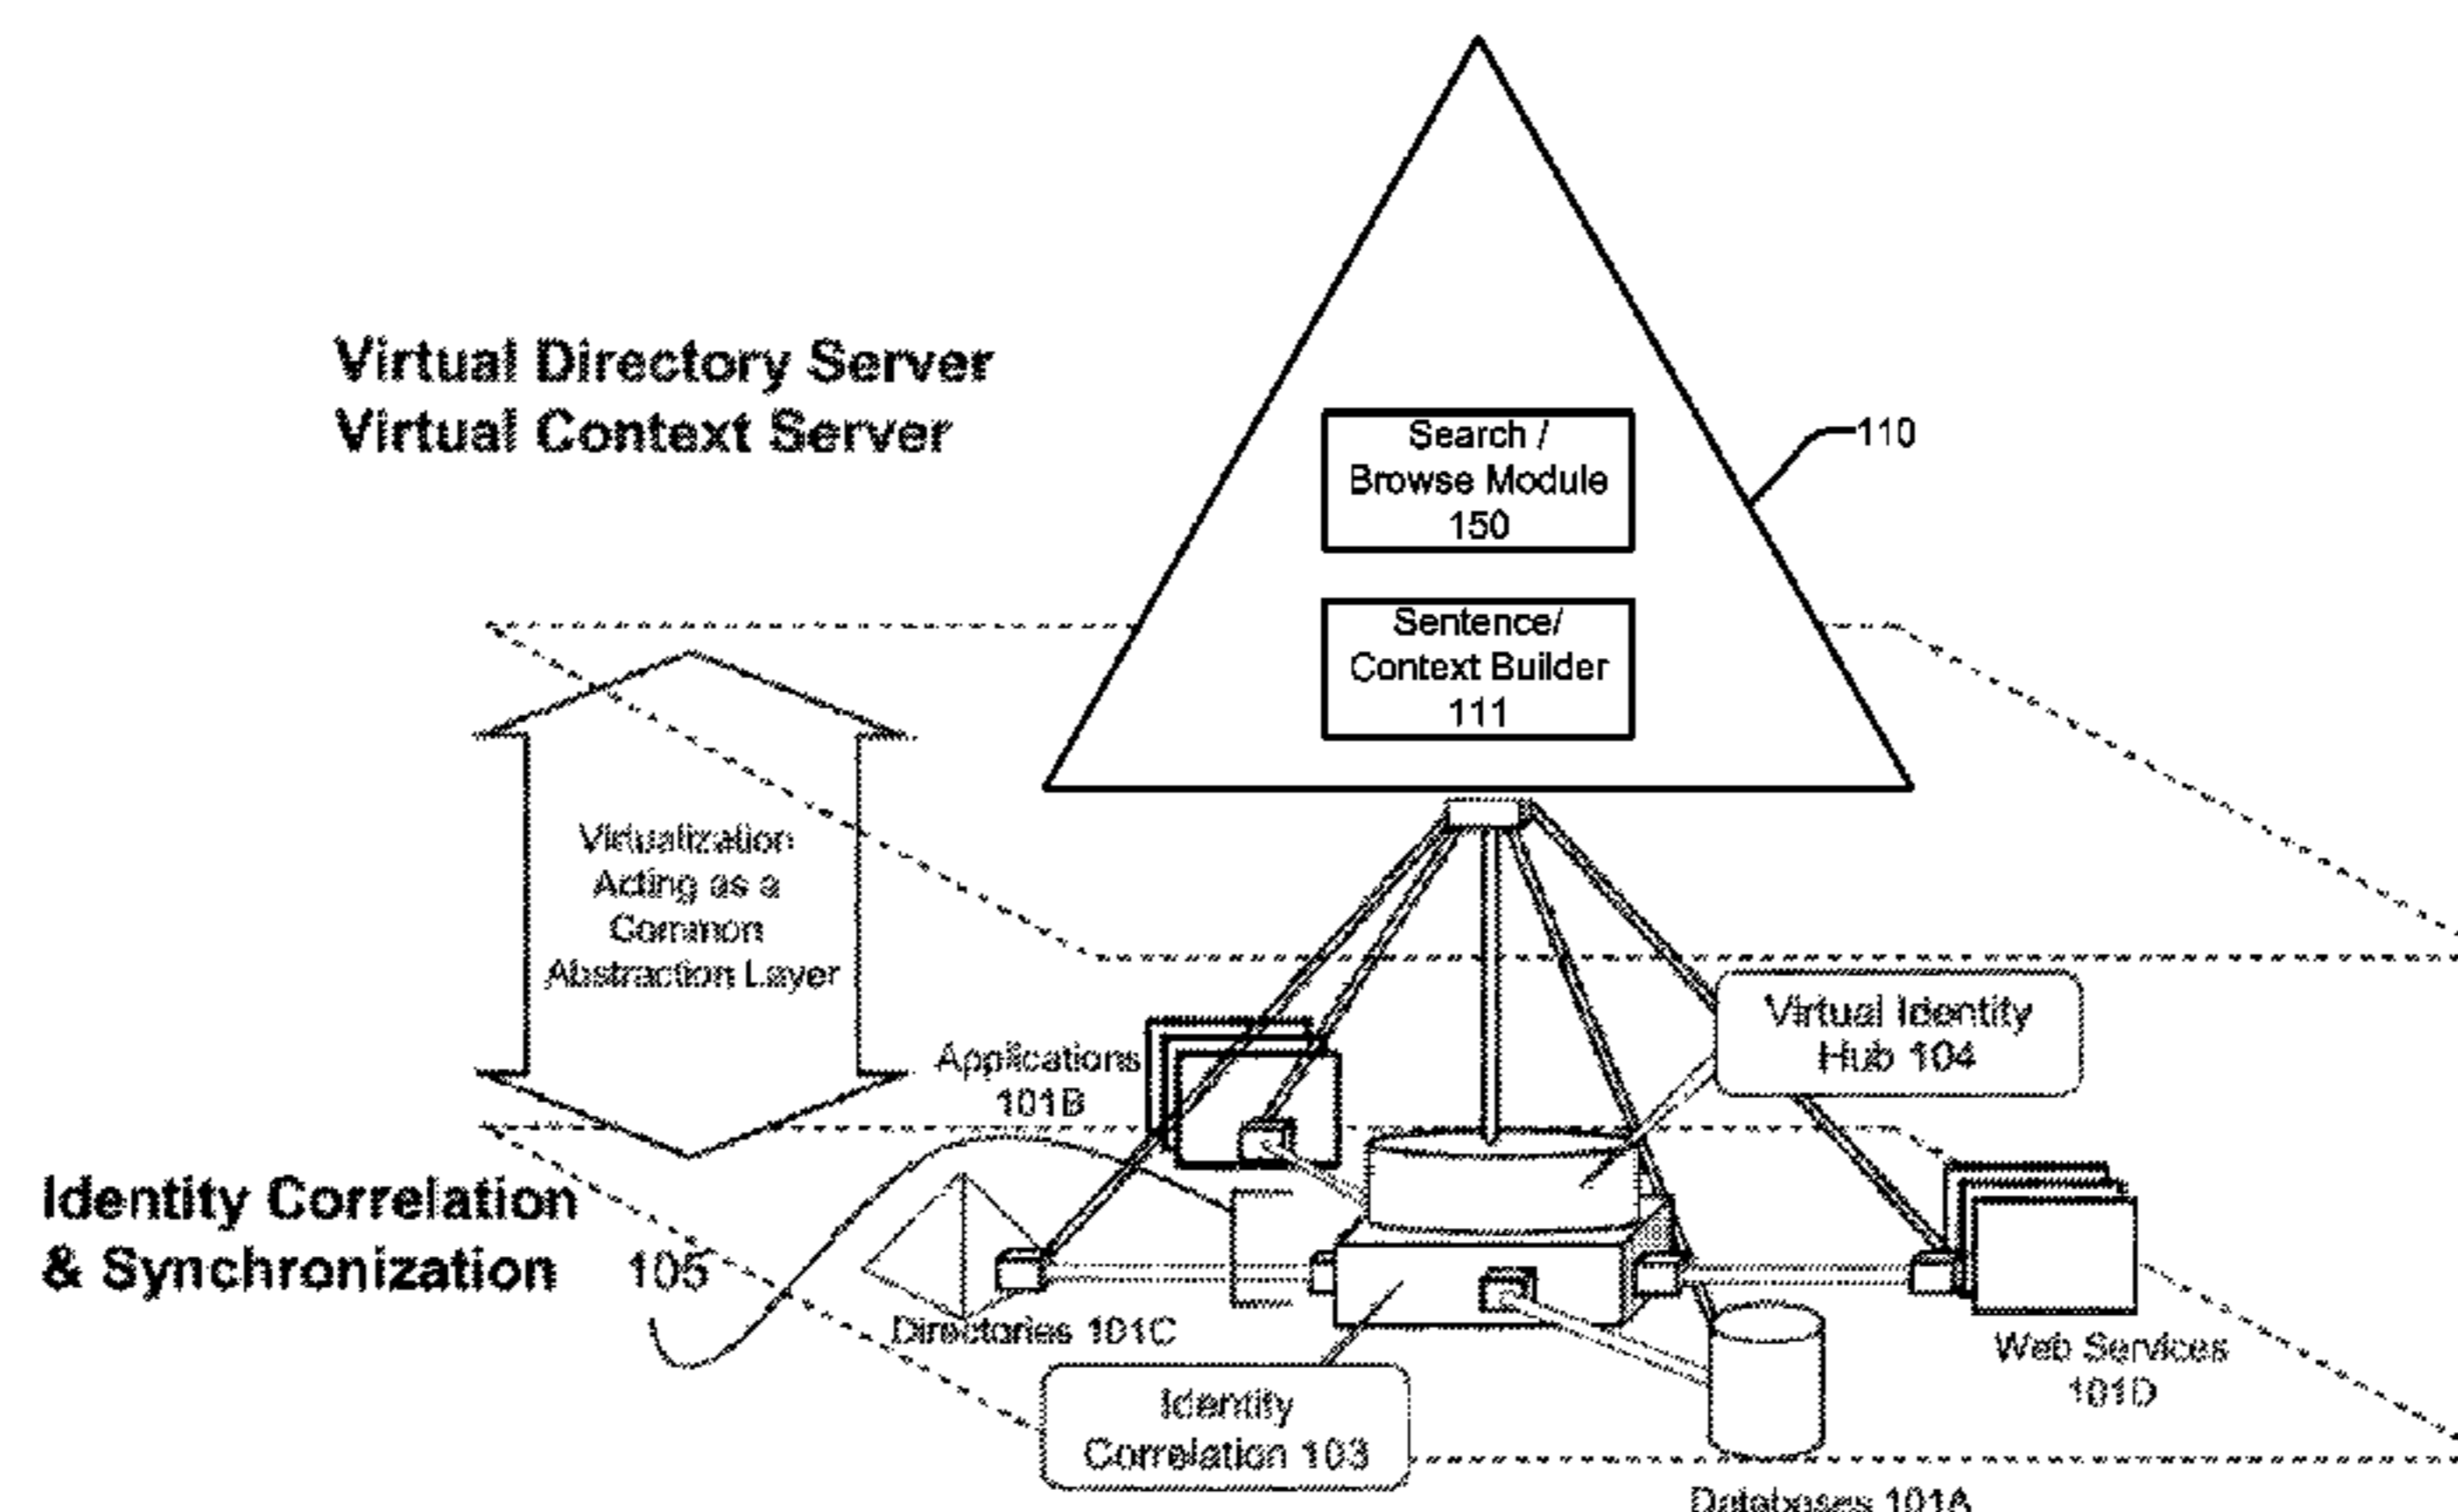 Virtual Directory Server
Virtual Context Server
Search /
Browse Module
150
110
Sentence/
Context Builder
111
Virtualization
Acting as a
Common
Abstraction Layer
Virtual Identity
Hub 104
Applications
101B
Identity Correlation
& Synchronization
105
Directories 101C
Web Services
101D
Identity
Correlation 103
Databases 101A